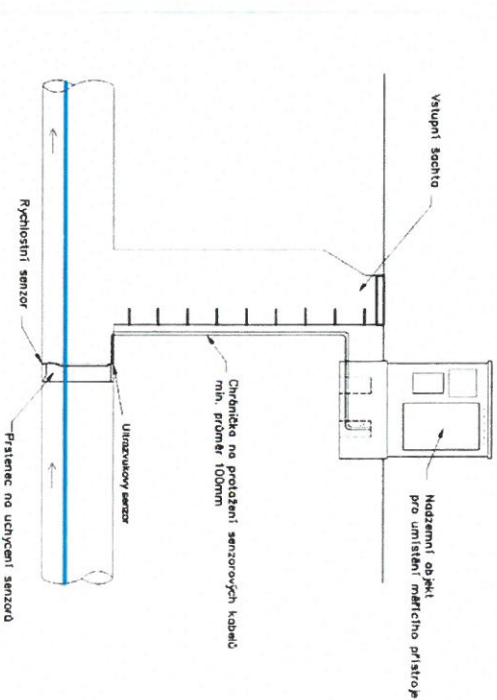 Nadzemní objekt
pro umístění měřícího přístroje
Vstupní šachta
Chránička na protažení senzorových kabelů
min. průměr 100mm
Ultrazvukový senzor
Rychlostní senzor
Prstenec na uchycení senzorů